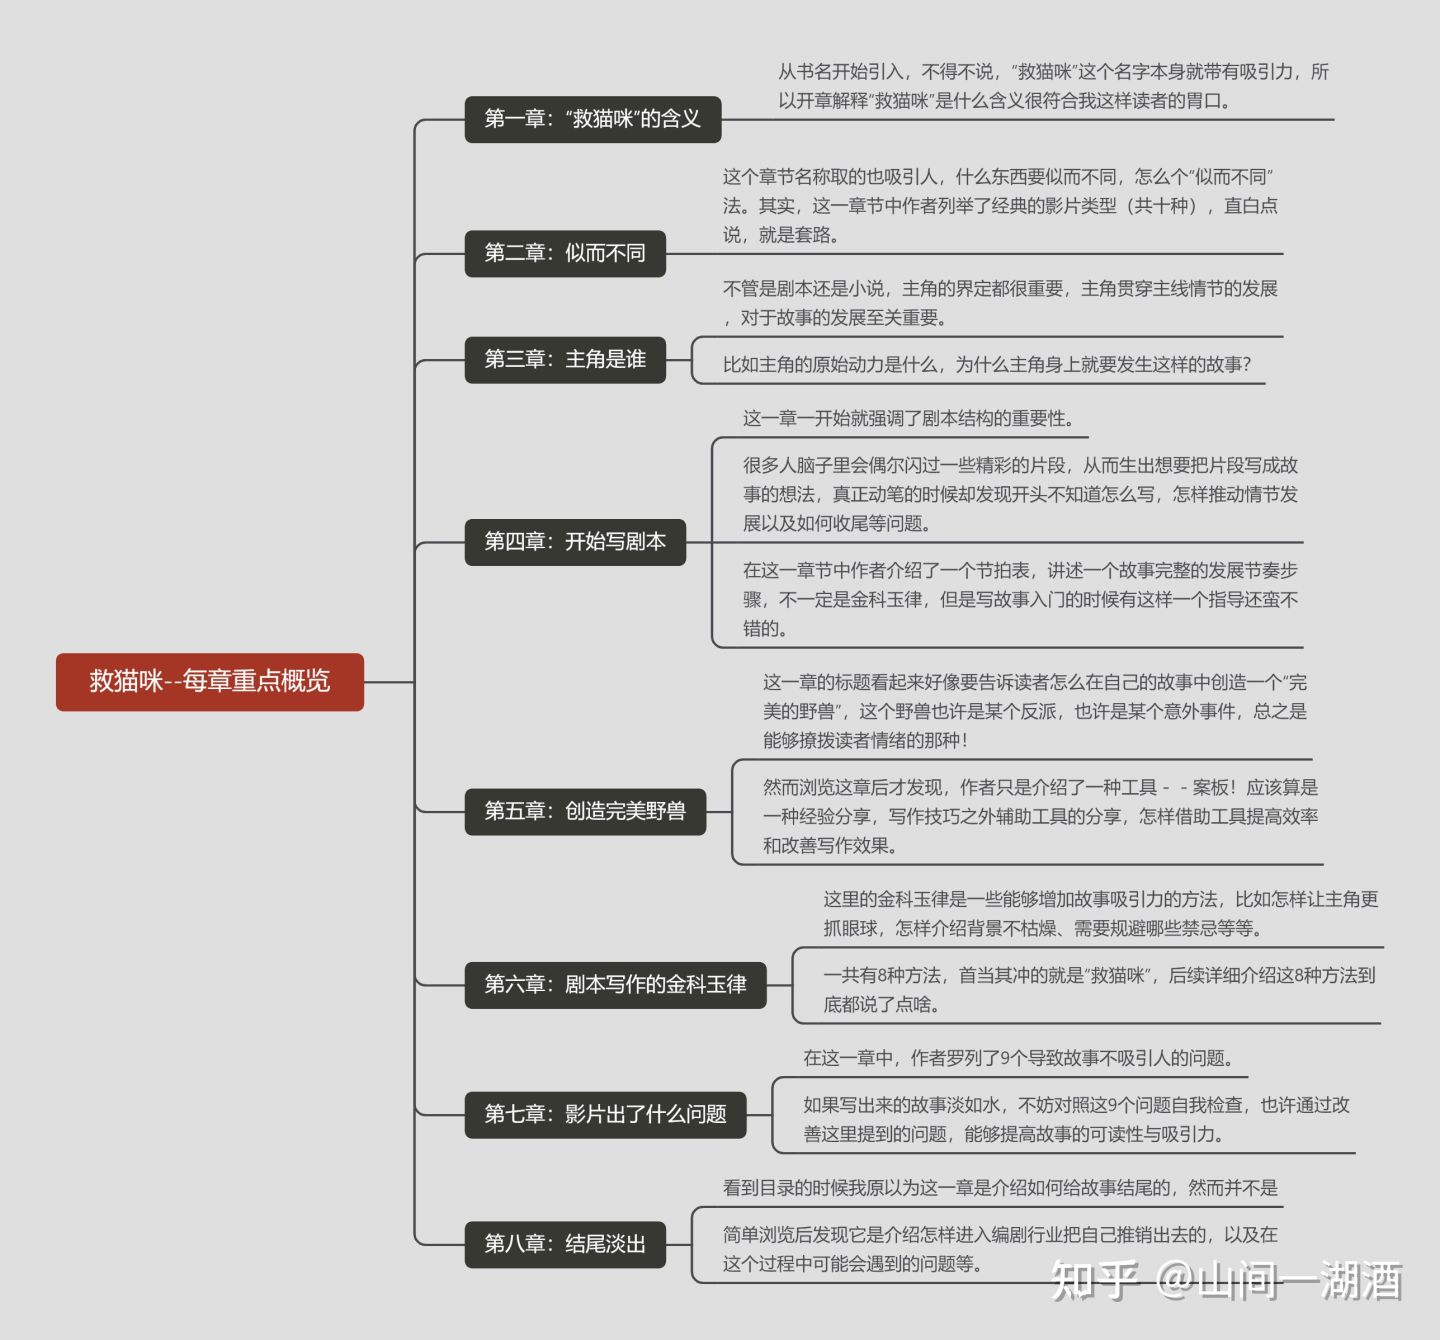 救猫咪--每章重点概览
第一章：“救猫咪”的含义
从书名开始引入，不得不说，“救猫咪”这个名字本身就带有吸引力，所
以开章解释“救猫咪”是什么含义很符合我这样读者的胃口。
第二章：似而不同
这个章节名称取的也吸引人，什么东西要似而不同，怎么个“似而不同”
法。其实，这一章节中作者列举了经典的影片类型（共十种），直白点
说，就是套路。
第三章：主角是谁
不管是剧本还是小说，主角的界定都很重要，主角贯穿主线情节的发展
，对于故事的发展至关重要。
比如主角的原始动力是什么，为什么主角身上就要发生这样的故事？
第四章：开始写剧本
这一章一开始就强调了剧本结构的重要性。
很多人脑子里会偶尔闪过一些精彩的片段，从而生出想要把片段写成故
事的想法，真正动笔的时候却发现开头不知道怎么写，怎样推动情节发
展以及如何收尾等问题。
在这一章节中作者介绍了一个节拍表，讲述一个故事完整的发展节奏步
骤，不一定是金科玉律，但是写故事入门的时候有这样一个指导还蛮不
错的。
第五章：创造完美野兽
这一章的标题看起来好像要告诉读者怎么在自己的故事中创造一个“完
美的野兽”，这个野兽也许是某个反派，也许是某个意外事件，总之是
能够撩拨读者情绪的那种！
然而浏览这章后才发现，作者只是介绍了一种工具--案板！应该算是
一种经验分享，写作技巧之外辅助工具的分享，怎样借助工具提高效率
和改善写作效果。
第六章：剧本写作的金科玉律
这里的金科玉律是一些能够增加故事吸引力的方法，比如怎样让主角更
抓眼球，怎样介绍背景不枯燥、需要规避哪些禁忌等等。
一共有8种方法，首当其冲的就是“救猫咪”，后续详细介绍这8种方法到
底都说了点啥。
第七章：影片出了什么问题
在这一章中，作者罗列了9个导致故事不吸引人的问题。
如果写出来的故事淡如水，不妨对照这9个问题自我检查，也许通过改
善这里提到的问题，能够提高故事的可读性与吸引力。
第八章：结尾淡出
看到目录的时候我原以为这一章是介绍如何给故事结尾的，然而并不是
简单浏览后发现它是介绍怎样进入编剧行业把自己推销出去的，以及在
这个过程中可能会遇到的问题等。
知乎 @山间一湖酒